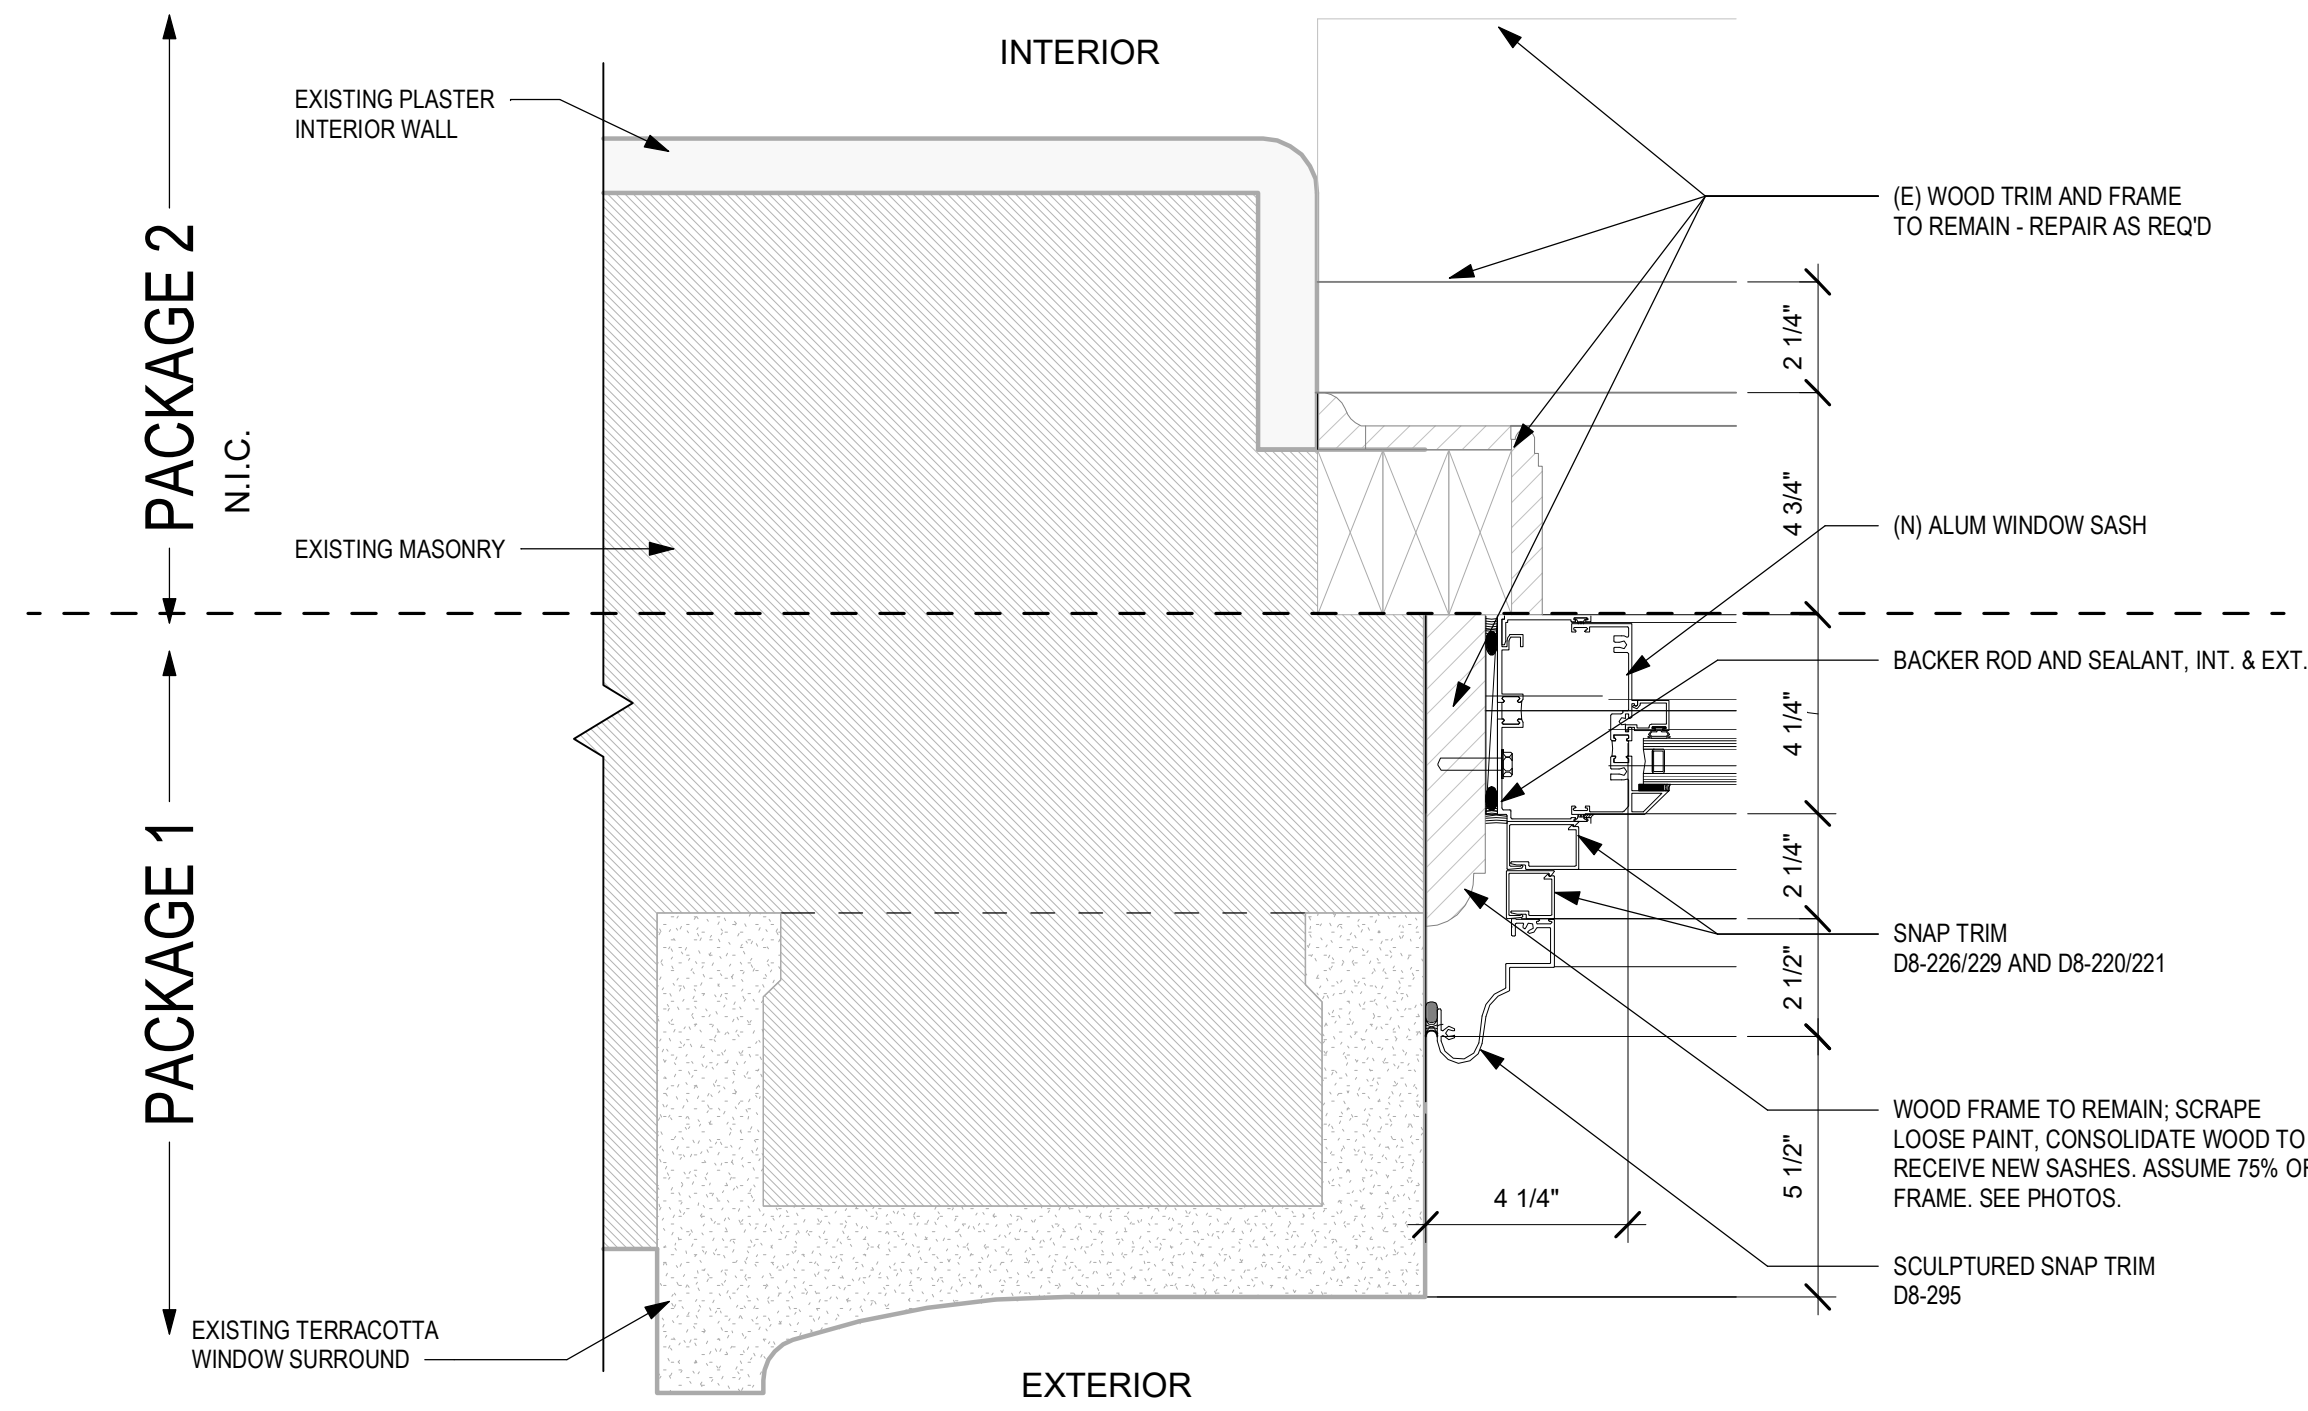 INTERIOR
EXISTING PLASTER
INTERIOR WALL
PACKAGE 2
N.I.C.
EXISTING MASONRY
(E) WOOD TRIM AND FRAME
TO REMAIN - REPAIR AS REQ'D
2 1/4"
4 3/4"
(N) ALUM WINDOW SASH
BACKER ROD AND SEALANT, INT. & EXT.
4 1/4"
2 1/4"
PACKAGE 1
SNAP TRIM
D8-226/229 AND D8-220/221
2 1/2"
WOOD FRAME TO REMAIN; SCRAPE
LOOSE PAINT, CONSOLIDATE WOOD TO
RECEIVE NEW SASHES. ASSUME 75% OF
FRAME. SEE PHOTOS.
5 1/2"
4 1/4"
SCULPTURED SNAP TRIM
D8-295
EXISTING TERRACOTTA
WINDOW SURROUND
EXTERIOR